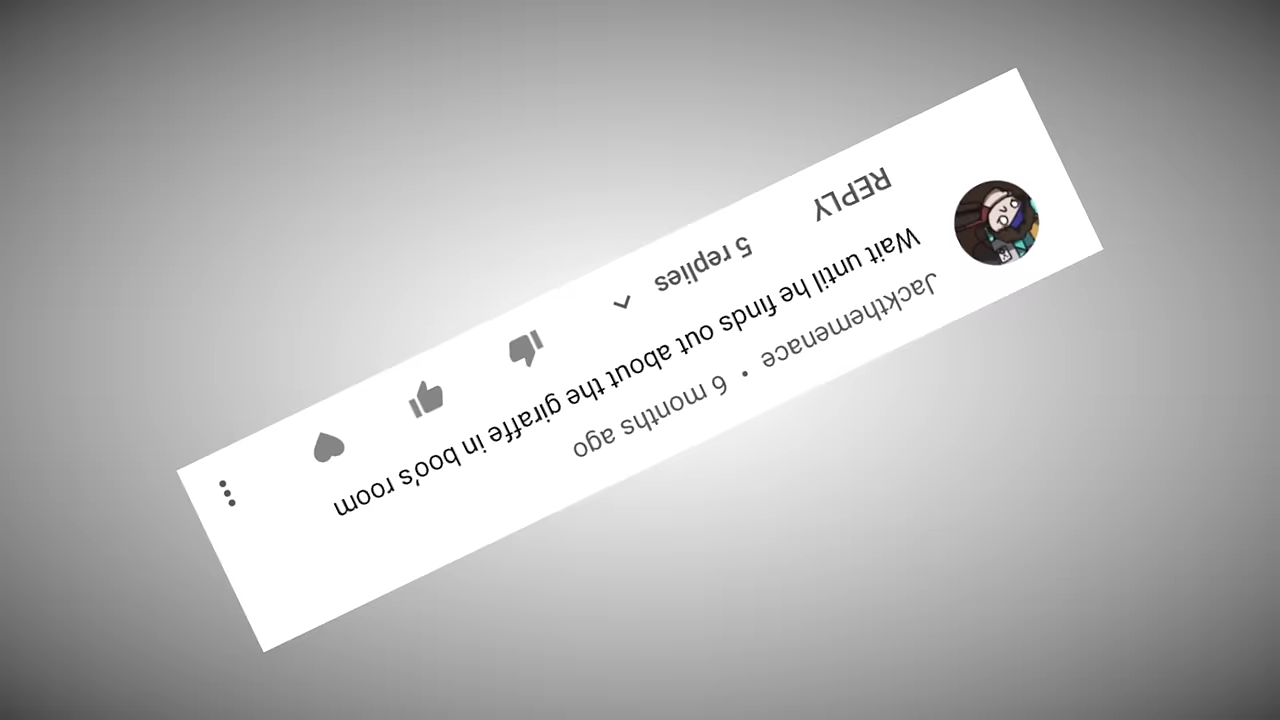 Jackthemenace • 6 months ago
Wait until he finds out about the giraffe in boo's room
5 replies
REPLY